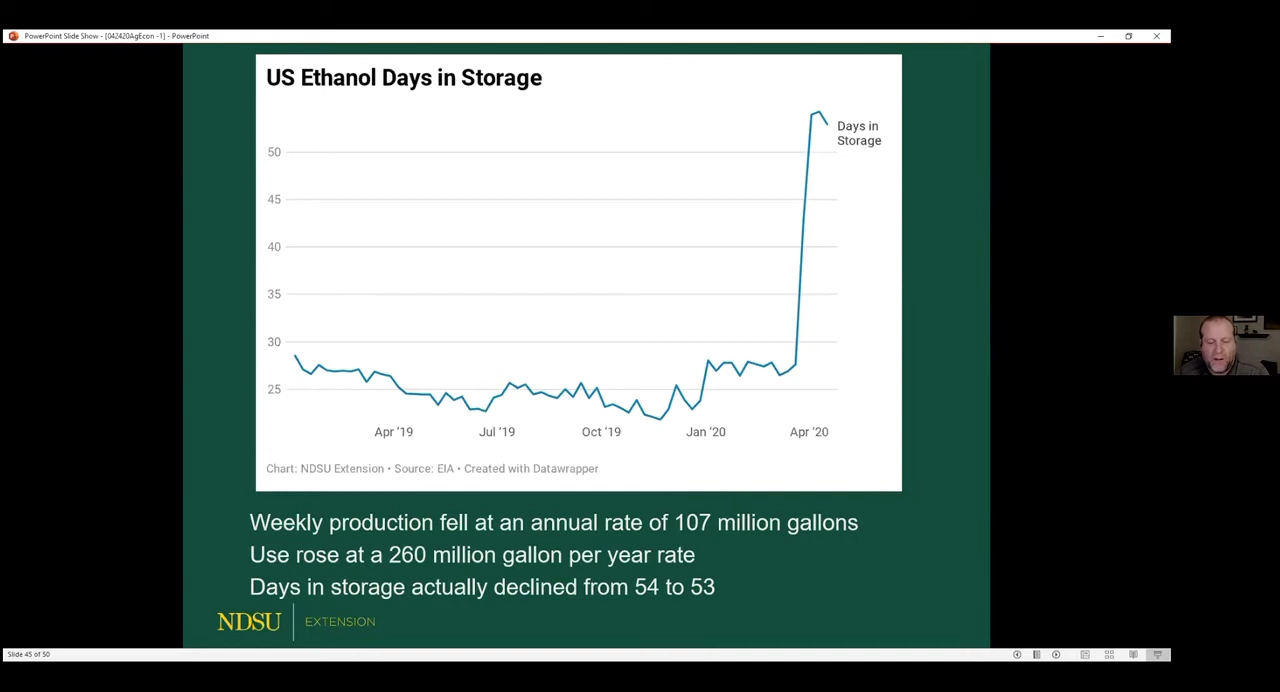 PowerPoint Slide Show - [042420AgEcon -1] - PowerPoint
US Ethanol Days in Storage
Days in
Storage
50
45
40
35
30
25
Apr '19
Jul '19
Oct '19
Jan '20
Apr '20
Chart: NDSU Extension • Source: EIA • Created with Datawrapper
Weekly production fell at an annual rate of 107 million gallons
Use rose at a 260 million gallon per year rate
Days in storage actually declined from 54 to 53
NDSU EXTENSION
Slide 45 of 50